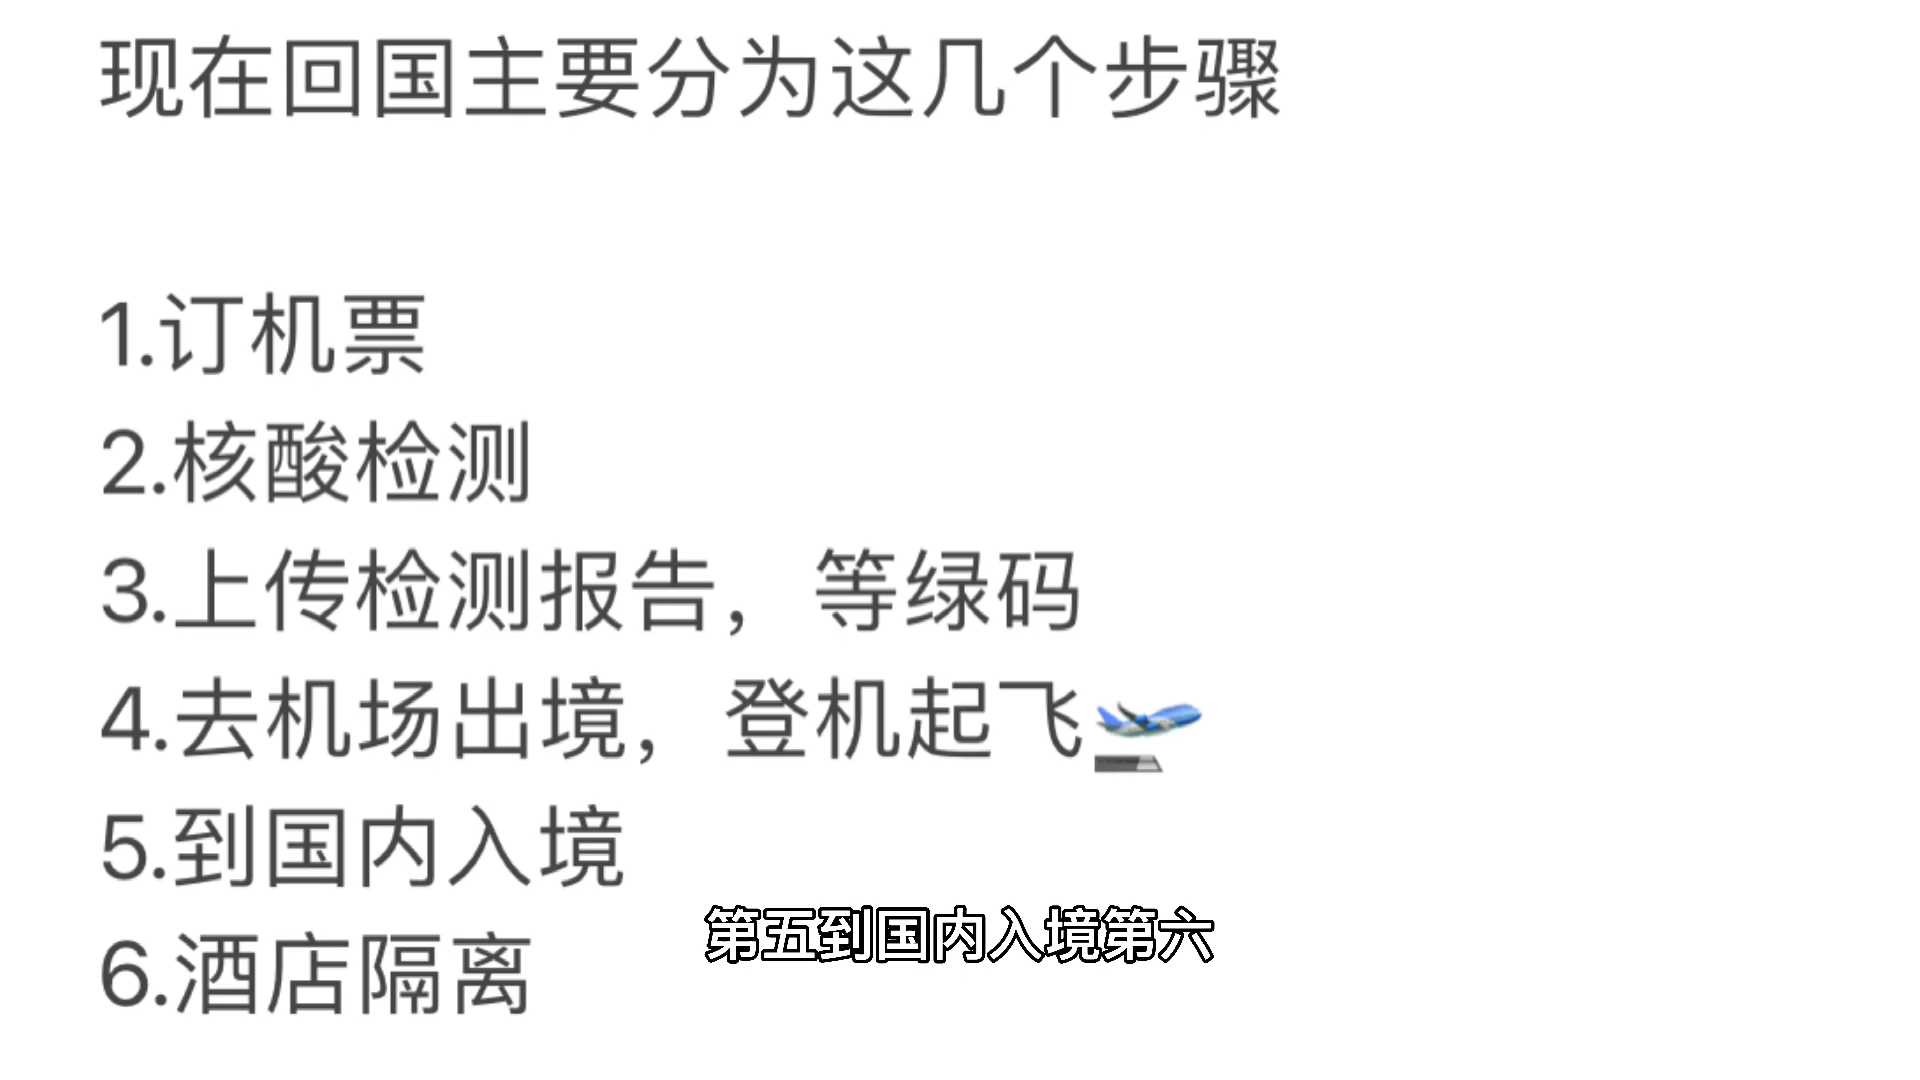 现在回国主要分为这几个步骤
1.订机票
2.核酸检测
3.上传检测报告，等绿码
4.去机场出境，登机起飞🛫
5.到国内入境
第五到国内入境第六
6.酒店隔离